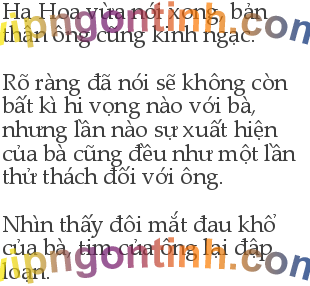 Hạ Hoa vừa nói xong, bản
thân ông cũng kinh ngạc.
Rõ ràng đã nói sẽ không còn
bất kì hi vọng nào với bà,
nhưng lần nào sự xuất hiện
của bà cũng đều như một lần
thử thách đối với ông.
Nhìn thấy đôi mắt đau khổ
của bà, tim của ông lại đập
loạn.